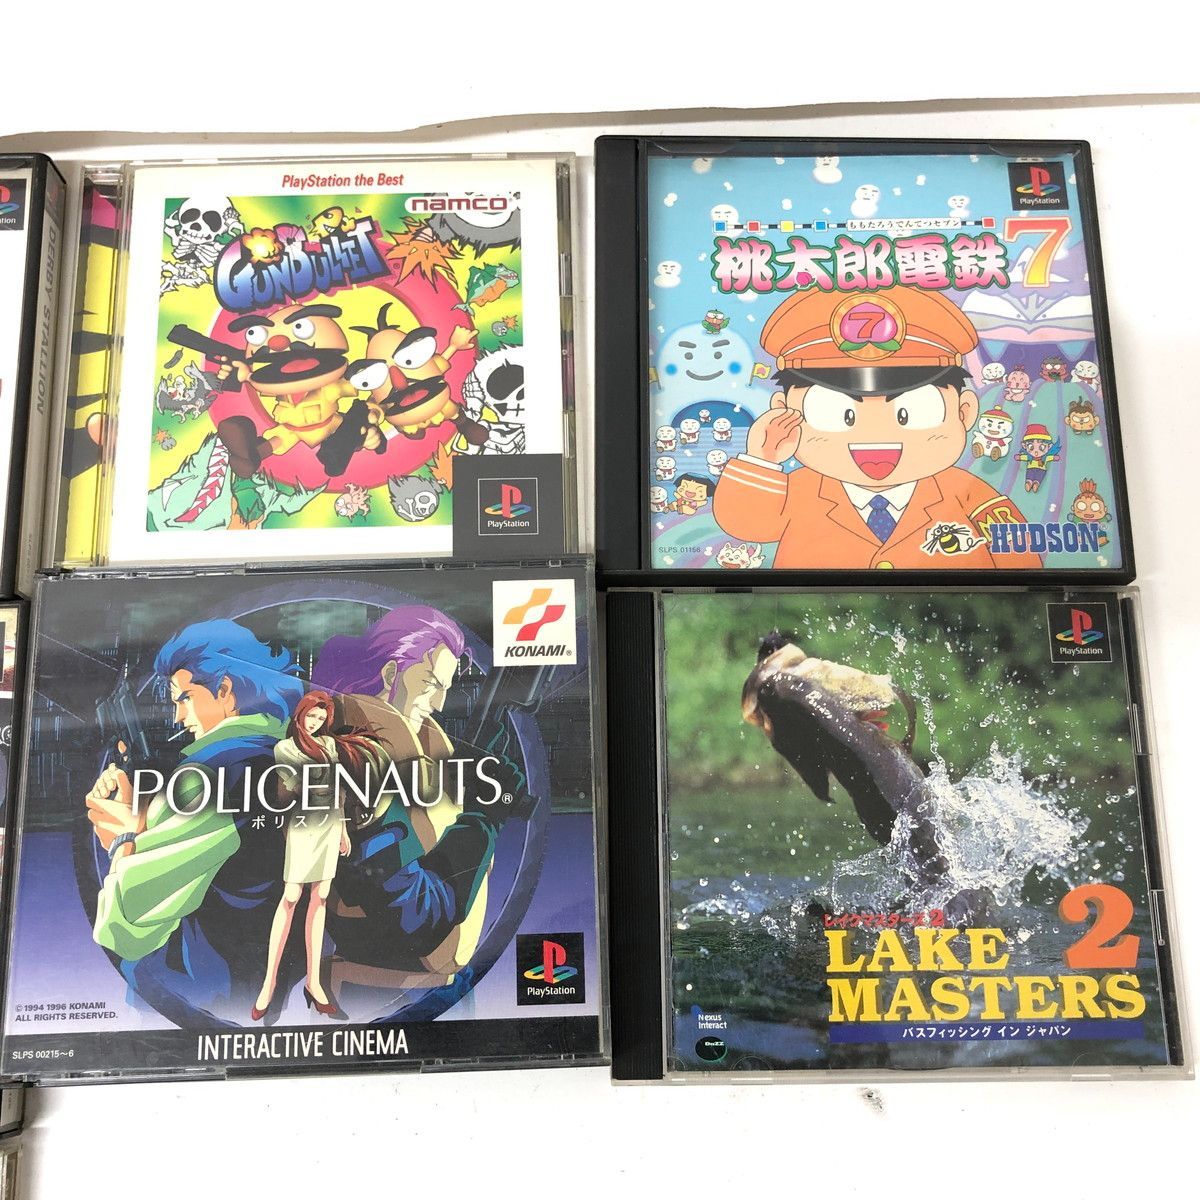 DERBY STALLION
PlayStation the Best
namco
GUNBULLET
PlayStation
PlayStation
ももたろうでんてつセブン
桃太郎電鉄7
7
SLPS 01156
HUDSON
KONAMI
POLICENAUTS
ポリスノーツ
PlayStation
© 1994 1996 KONAMI
ALL RIGHTS RESERVED.
SLPS 00215～6
INTERACTIVE CINEMA
PlayStation
レイクマスターズ2
LAKE
MASTERS 2
バスフィッシング イン ジャパン
Nexus
Interact
DaZZ